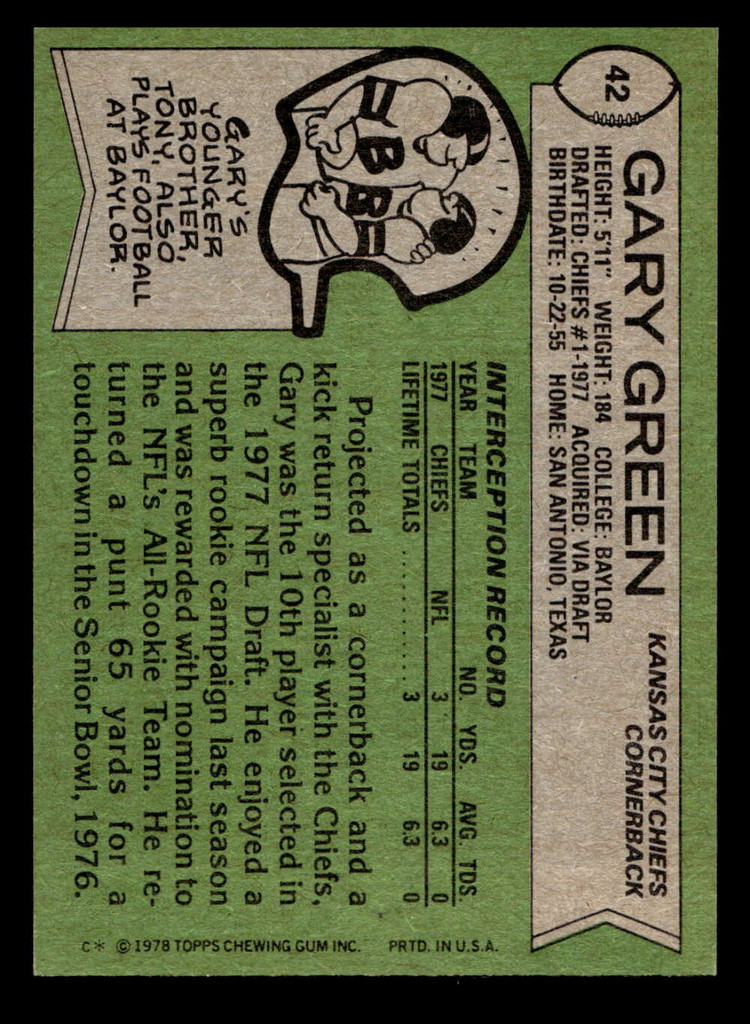 42
GARY GREEN
KANSAS CITY CHIEFS
CORNERBACK
HEIGHT: 5'11" WEIGHT: 184 COLLEGE: BAYLOR
DRAFTED: CHIEFS #1-1977 ACQUIRED: VIA DRAFT
BIRTHDATE: 10-22-55 HOME: SAN ANTONIO, TEXAS
GARY'S
YOUNGER
BROTHER,
TONY, ALSO
PLAYS FOOTBALL
AT BAYLOR.
B
B
INTERCEPTION RECORD
YEAR TEAM NO. YDS. AVG. TDS.
1977 CHIEFS NFL 3 19 6.3 0
LIFETIME TOTALS ............ 3 19 6.3 0
Projected as a cornerback and a
kick return specialist with the Chiefs,
Gary was the 10th player selected in
the 1977 NFL Draft. He enjoyed a
superb rookie campaign last season
and was rewarded with nomination to
the NFL's All-Rookie Team. He re-
turned a punt 65 yards for a
touchdown in the Senior Bowl, 1976.
C* © 1978 TOPPS CHEWING GUM INC. PRTD. IN U.S.A.